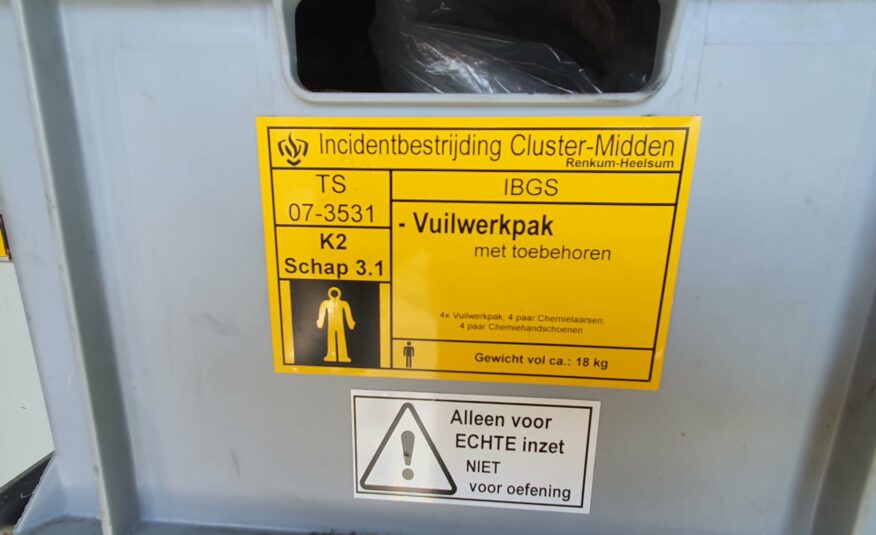 Incidentbestrijding Cluster-Midden
Renkum-Heelsum
TS
07-3531
K2
Schap 3.1
IBGS
- Vuilwerkpak
met toebehoren
4x Vuilwerkpak; 4 paar Chemielaarsen;
4 paar Chemiehandschoenen
Gewicht vol ca.: 18 kg
Alleen voor
ECHTE inzet
NIET
voor oefening